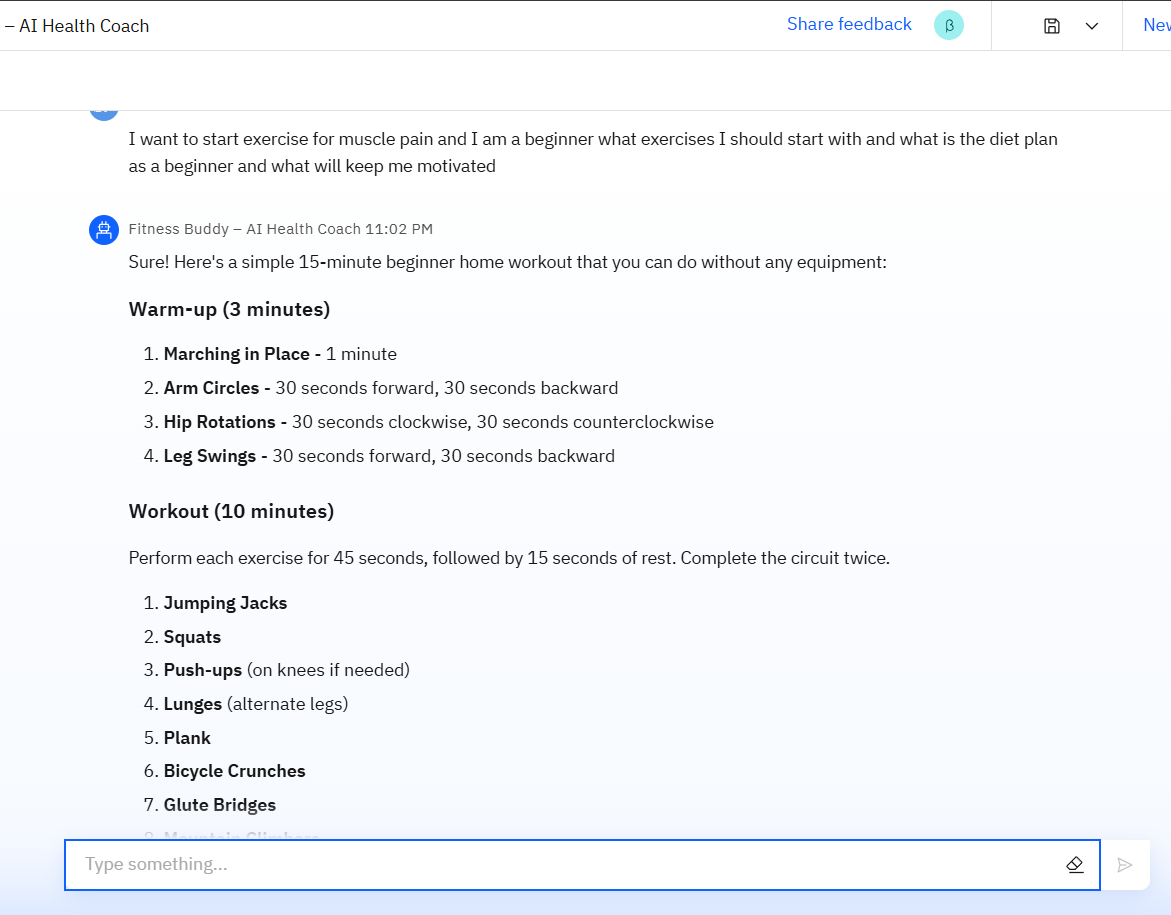 – AI Health Coach
Share feedback
β
I want to start exercise for muscle pain and I am a beginner what exercises I should start with and what is the diet plan
as a beginner and what will keep me motivated
Fitness Buddy – AI Health Coach 11:02 PM
Sure! Here's a simple 15-minute beginner home workout that you can do without any equipment:
Warm-up (3 minutes)
1. Marching in Place - 1 minute
2. Arm Circles - 30 seconds forward, 30 seconds backward
3. Hip Rotations - 30 seconds clockwise, 30 seconds counterclockwise
4. Leg Swings - 30 seconds forward, 30 seconds backward
Workout (10 minutes)
Perform each exercise for 45 seconds, followed by 15 seconds of rest. Complete the circuit twice.
1. Jumping Jacks
2. Squats
3. Push-ups (on knees if needed)
4. Lunges (alternate legs)
5. Plank
6. Bicycle Crunches
7. Glute Bridges
8. Mountain Climbers
Type something...